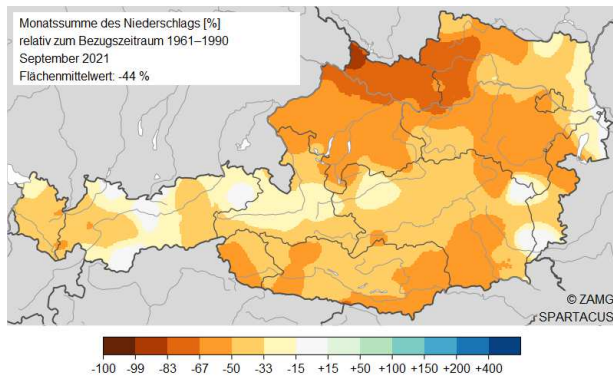 Monatssumme des Niederschlags [%]
relativ zum Bezugszeitraum 1961–1990
September 2021
Flächenmittelwert: -44 %
© ZAMG
SPARTACUS
-100 -99 -83 -67 -50 -33 -15 +15 +50 +100 +150 +200 +400